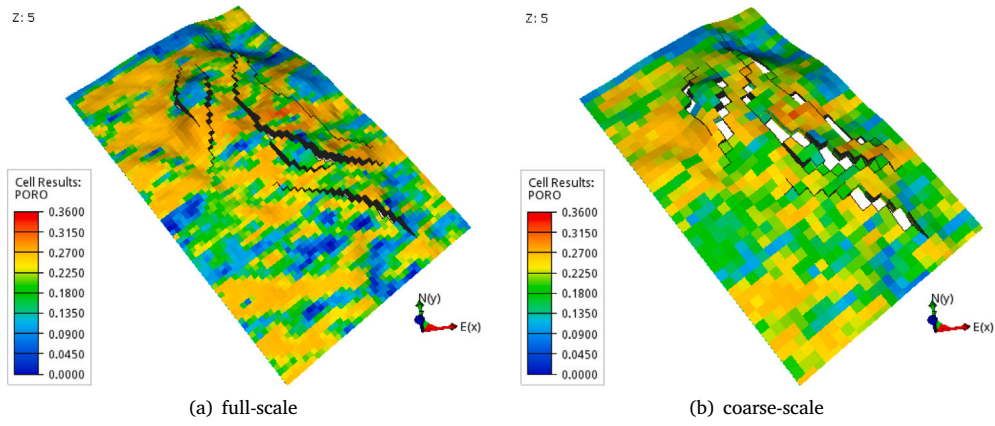 Z: 5
Cell Results:
PORO
0.3600
0.3150
0.2700
0.2250
0.1800
0.1350
0.0900
0.0450
0.0000
N(y)
E(x)
(a) full-scale
Z: 5
Cell Results:
PORO
0.3600
0.3150
0.2700
0.2250
0.1800
0.1350
0.0900
0.0450
0.0000
N(y)
E(x)
(b) coarse-scale